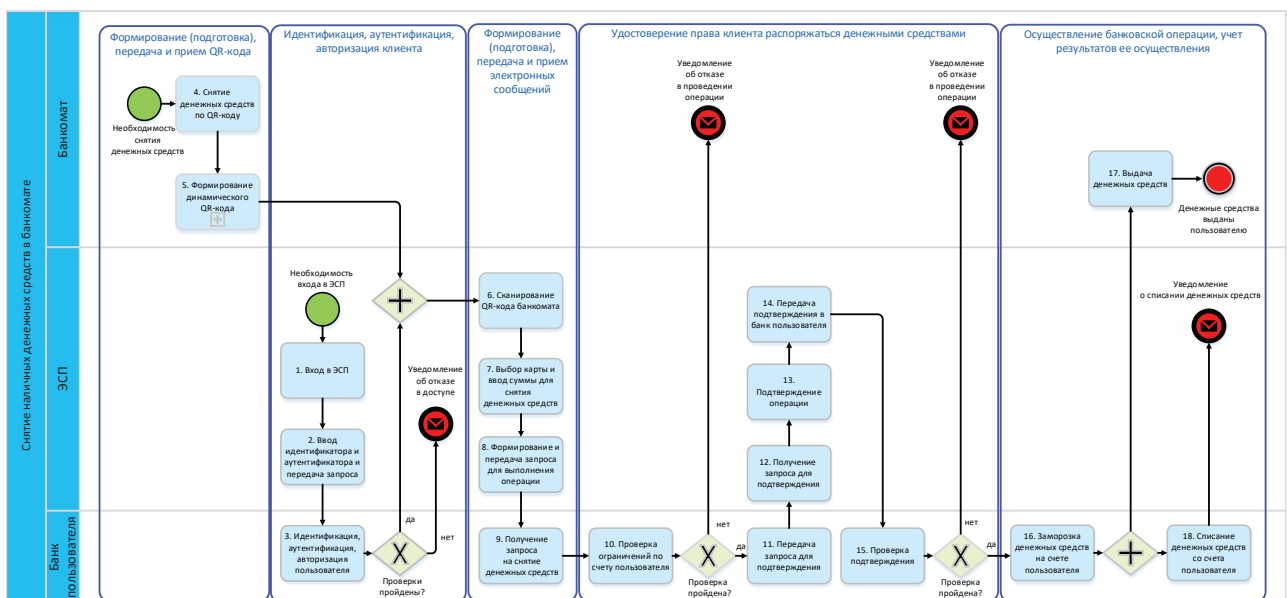 Снятие наличных денежных средств в банкомате
Банкомат
ЭСП
Банк
пользователя
Формирование (подготовка),
передача и прием QR-кода
Идентификация, аутентификация,
авторизация клиента
Формирование
(подготовка),
передача и прием
электронных
сообщений
Удостоверение права клиента распоряжаться денежными средствами
Осуществление банковской операции, учет
результатов ее осуществления
Необходимость
снятия
денежных средств
4. Снятие
денежных средств
по QR-коду
5. Формирование
динамического
QR-кода
Уведомление
об отказе
в проведении
операции
Уведомление
об отказе
в проведении
операции
17. Выдача
денежных средств
Денежные средства
выданы
пользователю
Необходимость
входа в ЭСП
1. Вход в ЭСП
2. Ввод
идентификатора и
аутентификатора и
передача запроса
Уведомление
об отказе
в доступе
6. Сканирование
QR-кода банкомата
7. Выбор карты и
ввод суммы для
снятия
денежных средств
8. Формирование и
передача запроса
для выполнения
операции
14. Передача
подтверждения в
банк пользователя
13.
Подтверждение
операции
12. Получение
запроса для
подтверждения
Уведомление
о списании денежных средств
3. Идентификация,
аутентификация,
авторизация
пользователя
да
нет
Проверки
пройдены?
9. Получение
запроса
на снятие
денежных средств
10. Проверка
ограничений по
счету пользователя
нет
да
Проверка
пройдена?
11. Передача
запроса для
подтверждения
15. Проверка
подтверждения
нет
да
Проверка
пройдена?
16. Заморозка
денежных средств
на счете
пользователя
18. Списание
денежных средств
со счета
пользователя